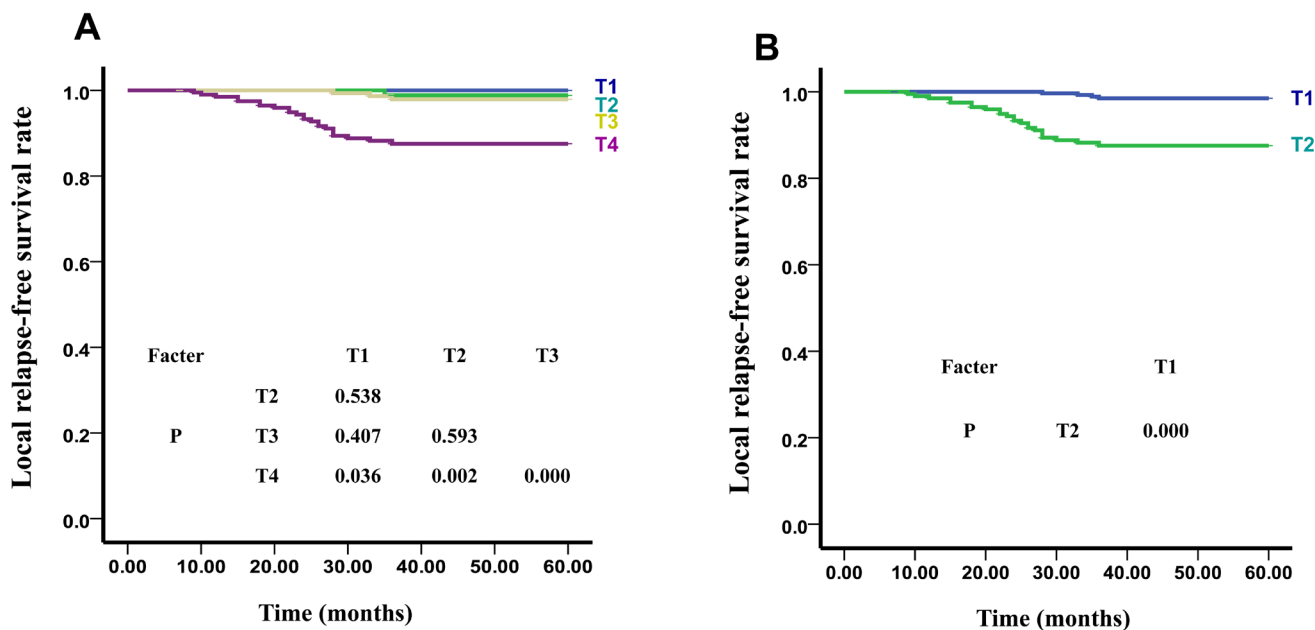 A
Local relapse-free survival rate
1.0
0.8
0.6
0.4
0.2
0.0
T1
T2
T3
T4
Facter T1 T2 T3
T2 0.538
P T3 0.407 0.593
T4 0.036 0.002 0.000
0.00 10.00 20.00 30.00 40.00 50.00 60.00
Time (months)
B
Local relapse-free survival rate
1.0
0.8
0.6
0.4
0.2
0.0
T1
T2
Facter T1
P T2 0.000
0.00 10.00 20.00 30.00 40.00 50.00 60.00
Time (months)